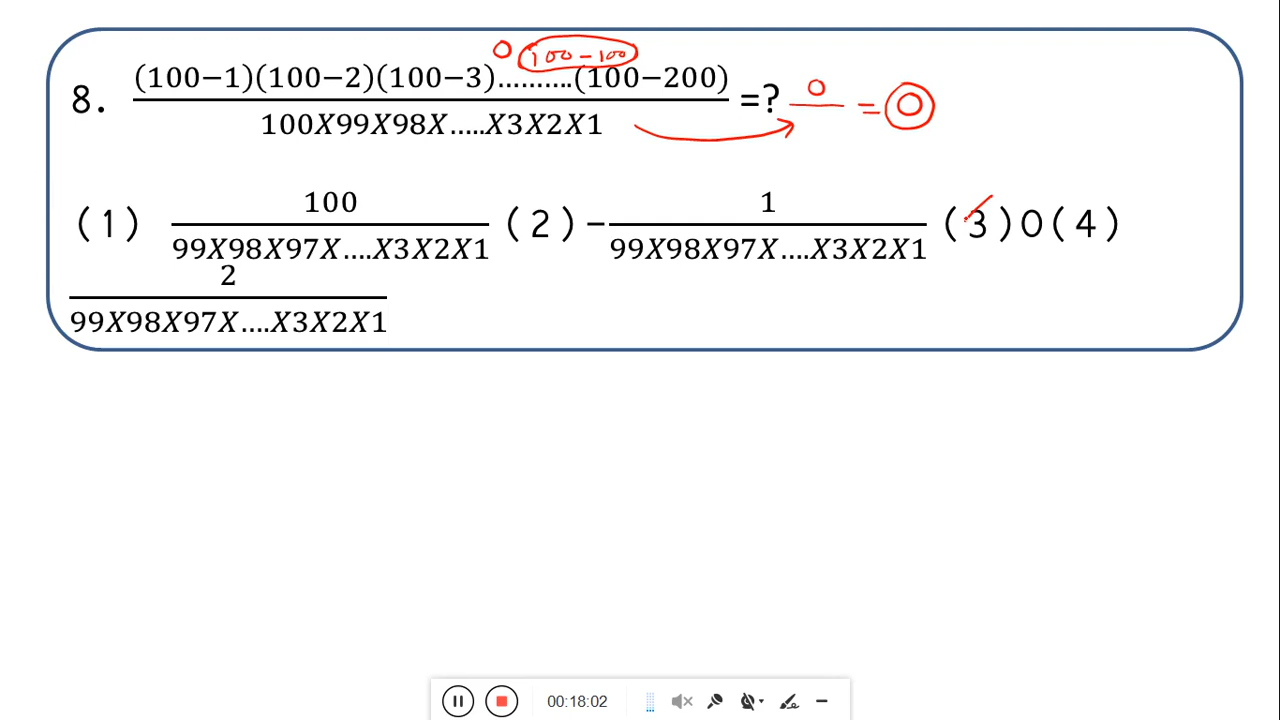 0 100-100
(100−1)(100−2)(100−3)..........(100−200)
8. =? 0 = 0
100X99X98X.....X3X2X1
100 1
(1) (2)− (3)0(4)
99X98X97X....X3X2X1 99X98X97X....X3X2X1
2
99X98X97X....X3X2X1
00:18:02